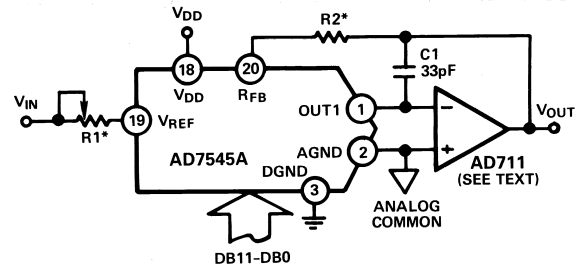 VDD
R2*
C1
33pF
18
20
VDD
RFB
VIN
R1*
19
VREF
OUT1
1
−
VOUT
AD7545A
AGND
2
+
AD711
(SEE TEXT)
DGND
3
ANALOG
COMMON
DB11–DB0